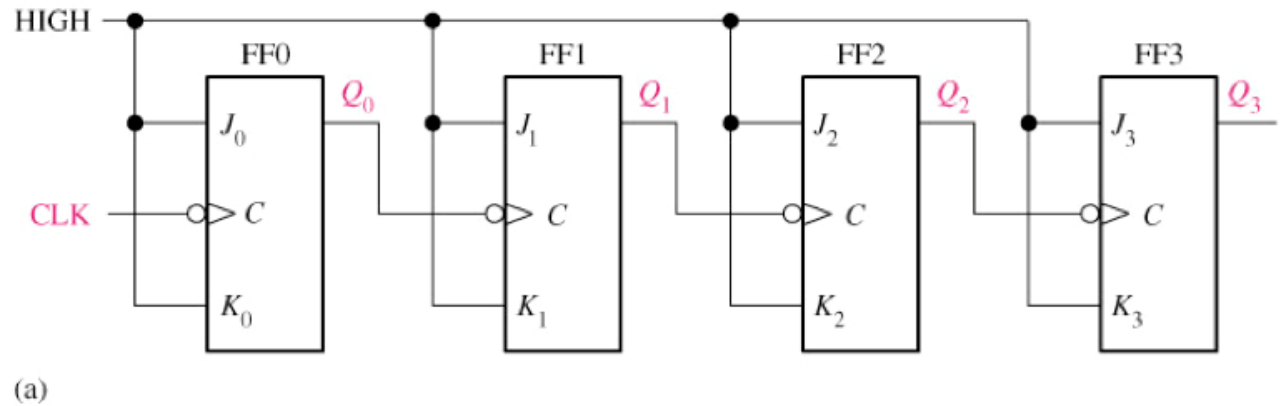 HIGH
FF0 FF1 FF2 FF3
Q₀ Q₁ Q₂ Q₃
J₀ J₁ J₂ J₃
CLK C C C C
K₀ K₁ K₂ K₃
(a)